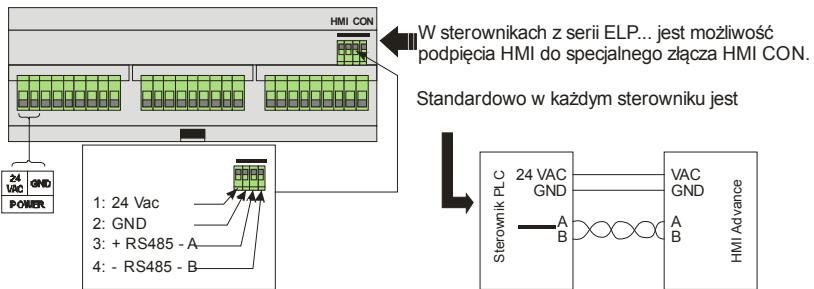 HMI CON
W sterownikach z serii ELP... jest możliwość
podpięcia HMI do specjalnego złącza HMI CON.
Standardowo w każdym sterowniku jest
24 VAC
GND
POWER
1: 24 Vac
2: GND
3: + RS485 - A
4: - RS485 - B
Sterownik PLC
24 VAC
GND
A
B
VAC
GND
A
B
HMI Advance